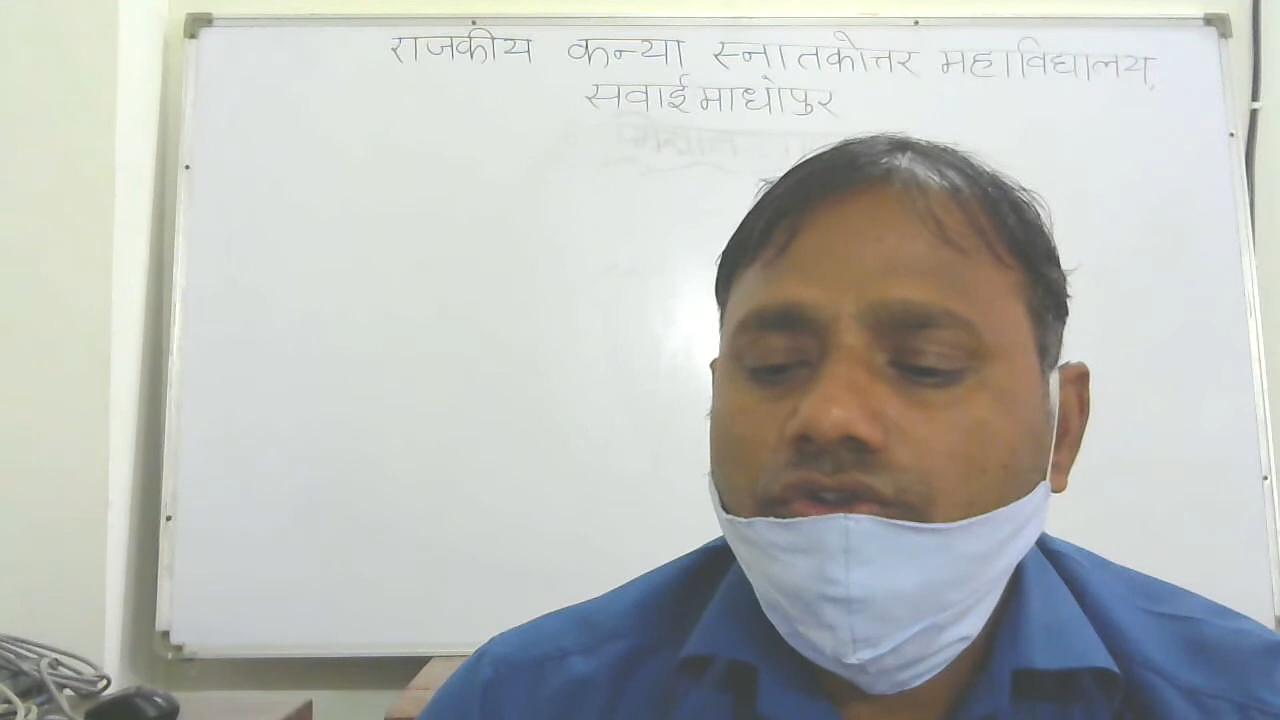 राजकीय कन्या स्नातकोत्तर महाविद्यालय,
सवाई माधोपुर